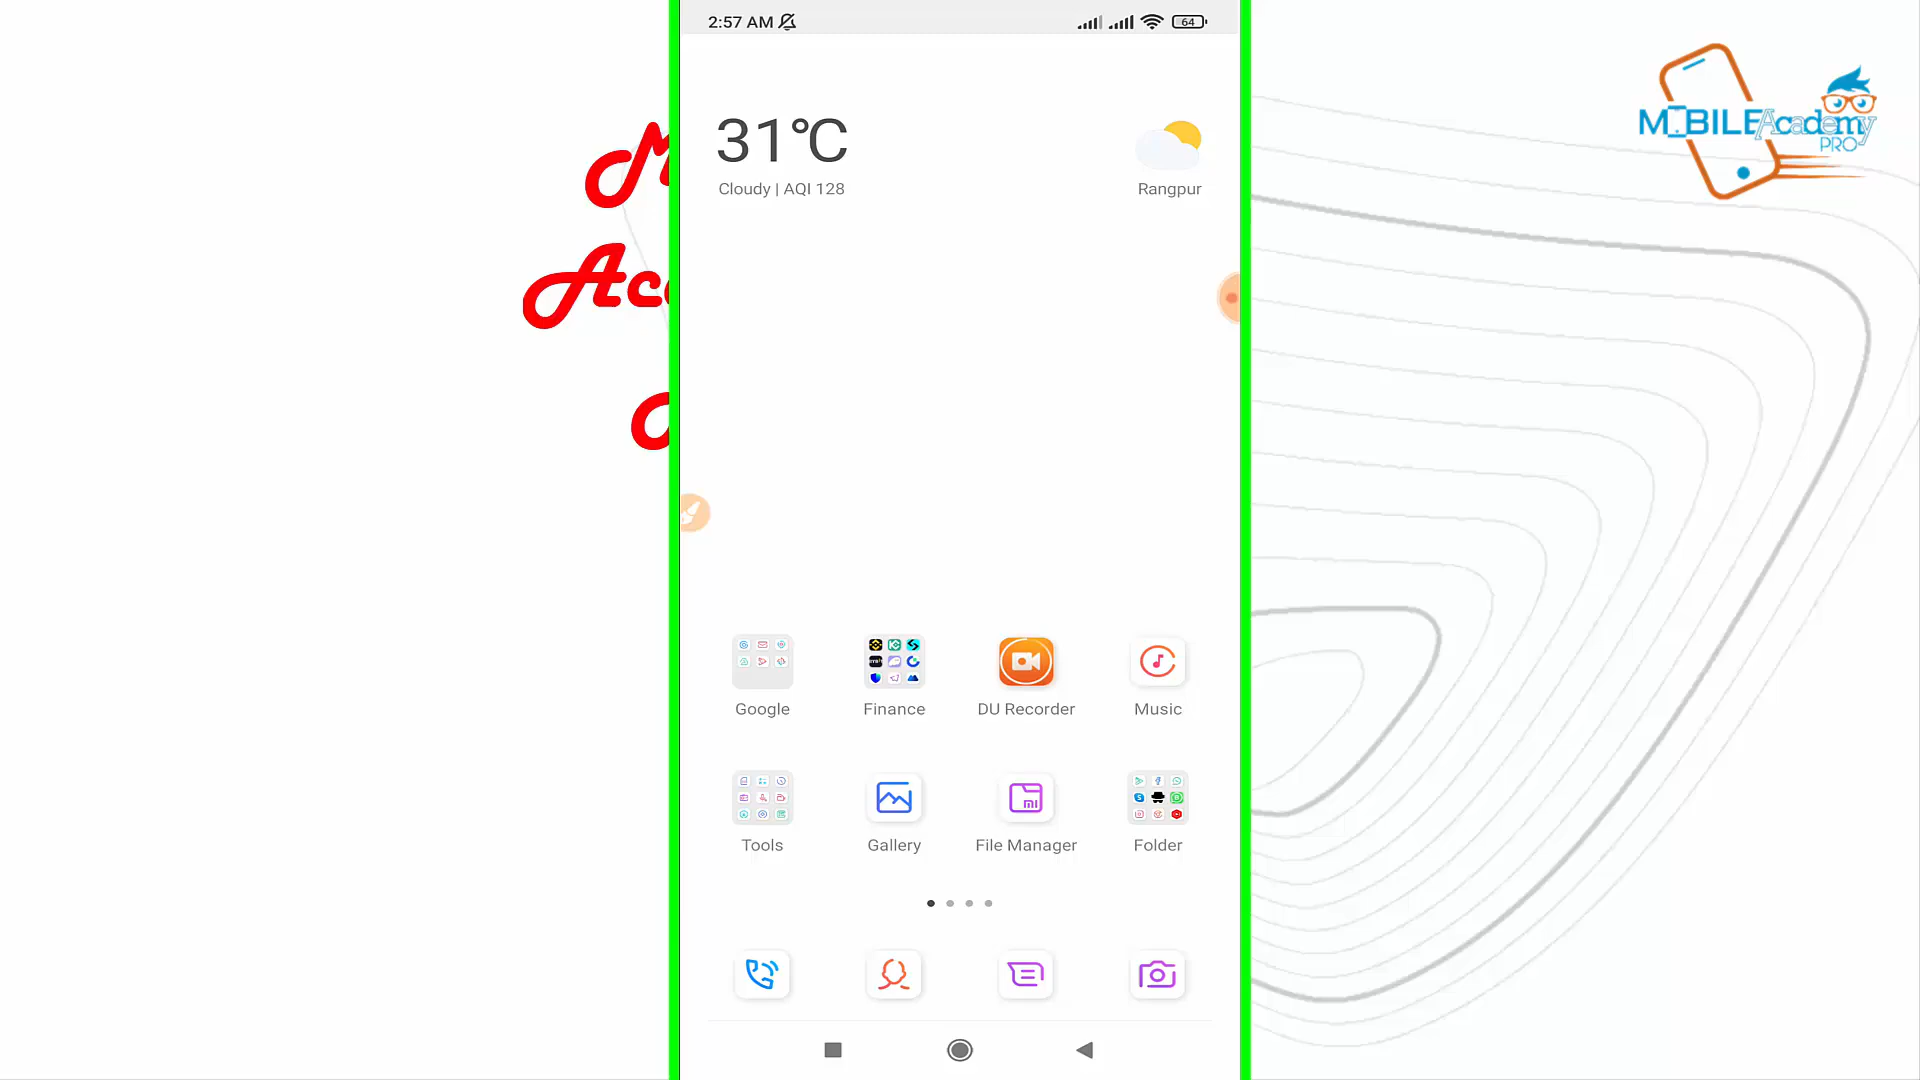 2:57 AM 64
31℃
Cloudy | AQI 128
Rangpur
MOBILE Academy
PRO
M
Ac
Google Finance DU Recorder Music
Tools Gallery File Manager Folder